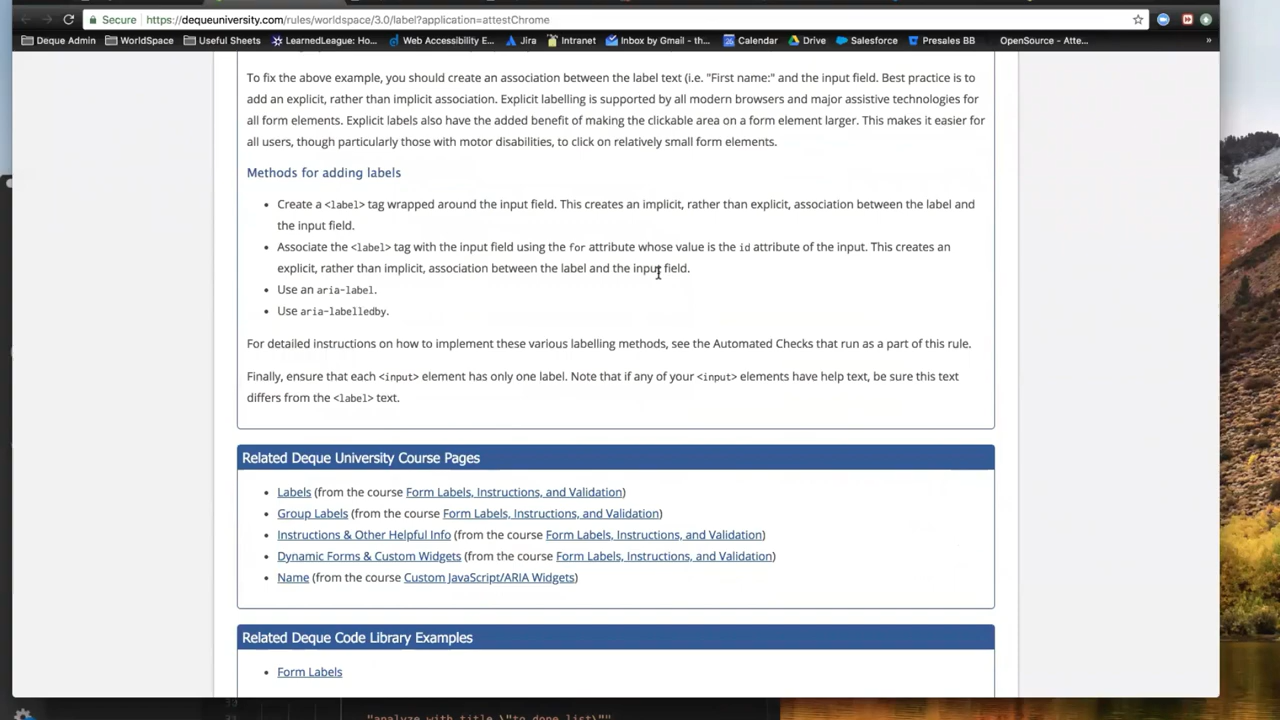 Secure https://dequeuniversity.com/rules/worldspace/3.0/label?application=attestChrome
Deque Admin WorldSpace Useful Sheets LearnedLeague: Ho... Web Accessibility E... Jira Intranet Inbox by Gmail - th... Calendar Drive Salesforce Presales BB OpenSource - Atte... »
To fix the above example, you should create an association between the label text (i.e. "First name:" and the input field. Best practice is to
add an explicit, rather than implicit association. Explicit labelling is supported by all modern browsers and major assistive technologies for
all form elements. Explicit labels also have the added benefit of making the clickable area on a form element larger. This makes it easier for
all users, though particularly those with motor disabilities, to click on relatively small form elements.
Methods for adding labels
• Create a <label> tag wrapped around the input field. This creates an implicit, rather than explicit, association between the label and
the input field.
• Associate the <label> tag with the input field using the for attribute whose value is the id attribute of the input. This creates an
explicit, rather than implicit, association between the label and the input field.
• Use an aria-label.
• Use aria-labelledby.
For detailed instructions on how to implement these various labelling methods, see the Automated Checks that run as a part of this rule.
Finally, ensure that each <input> element has only one label. Note that if any of your <input> elements have help text, be sure this text
differs from the <label> text.
Related Deque University Course Pages
• Labels (from the course Form Labels, Instructions, and Validation)
• Group Labels (from the course Form Labels, Instructions, and Validation)
• Instructions & Other Helpful Info (from the course Form Labels, Instructions, and Validation)
• Dynamic Forms & Custom Widgets (from the course Form Labels, Instructions, and Validation)
• Name (from the course Custom JavaScript/ARIA Widgets)
Related Deque Code Library Examples
• Form Labels
"analyze with title \"to done list\""